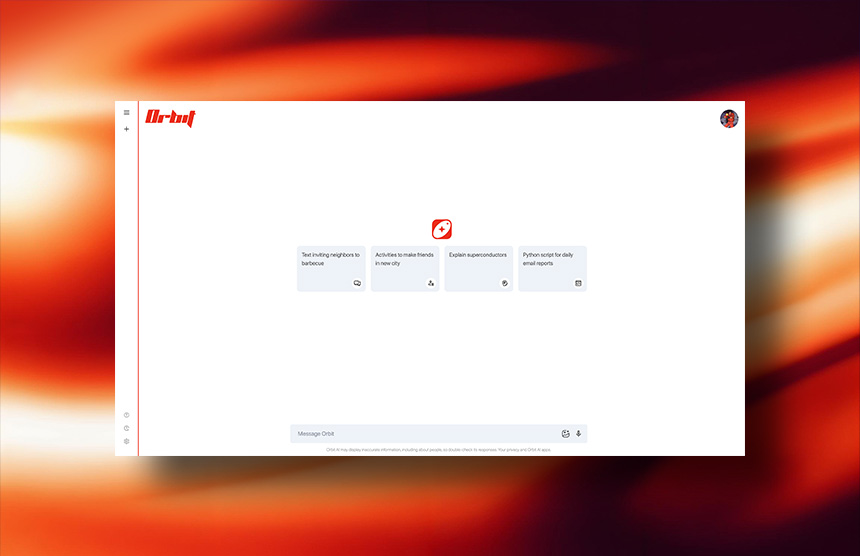 Orbit
Text inviting neighbors to
barbecue
Activities to make friends
in new city
Explain superconductors
Python script for daily
email reports
Message Orbit
Orbit AI may display inaccurate information, including about people so double-check its responses. Your privacy and Orbit AI apps